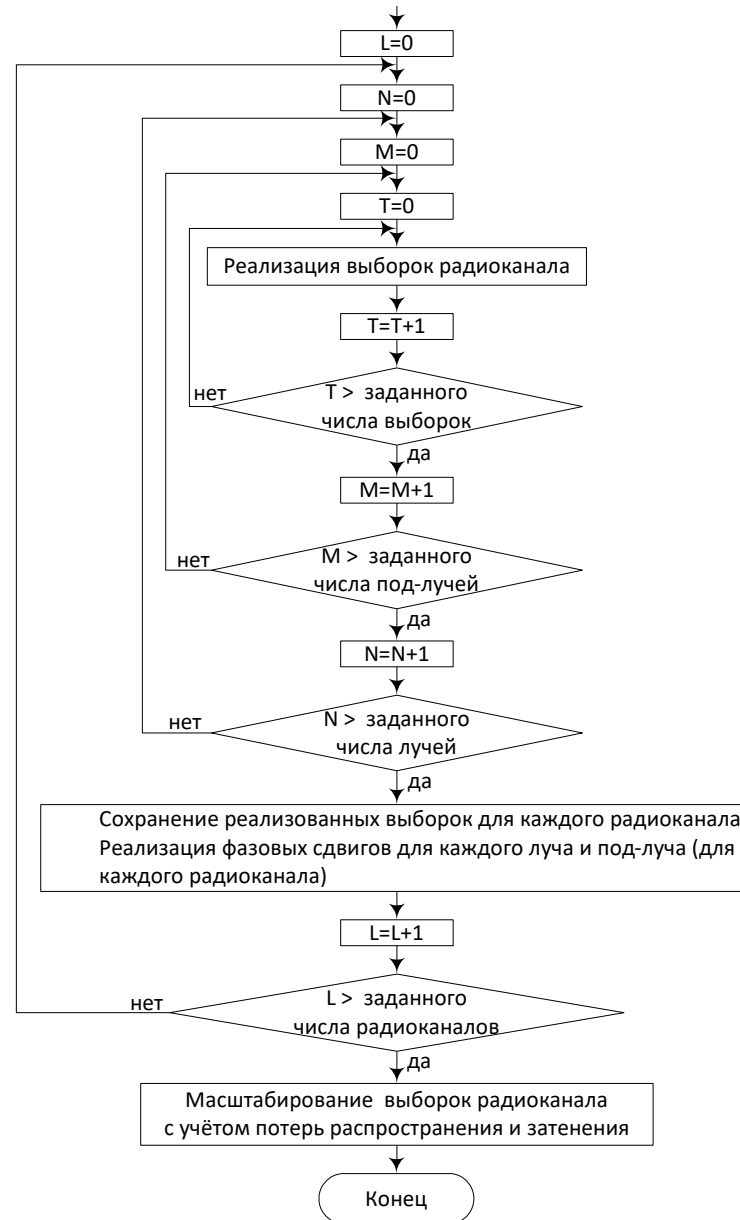 L=0
N=0
M=0
T=0
Реализация выборок радиоканала
T=T+1
нет
T > заданного
числа выборок
да
M=M+1
нет
M > заданного
числа под-лучей
да
N=N+1
нет
N > заданного
числа лучей
да
Сохранение реализованных выборок для каждого радиоканала
Реализация фазовых сдвигов для каждого луча и под-луча (для
каждого радиоканала)
L=L+1
нет
L > заданного
числа радиоканалов
да
Масштабирование выборок радиоканала
с учётом потерь распространения и затенения
Конец